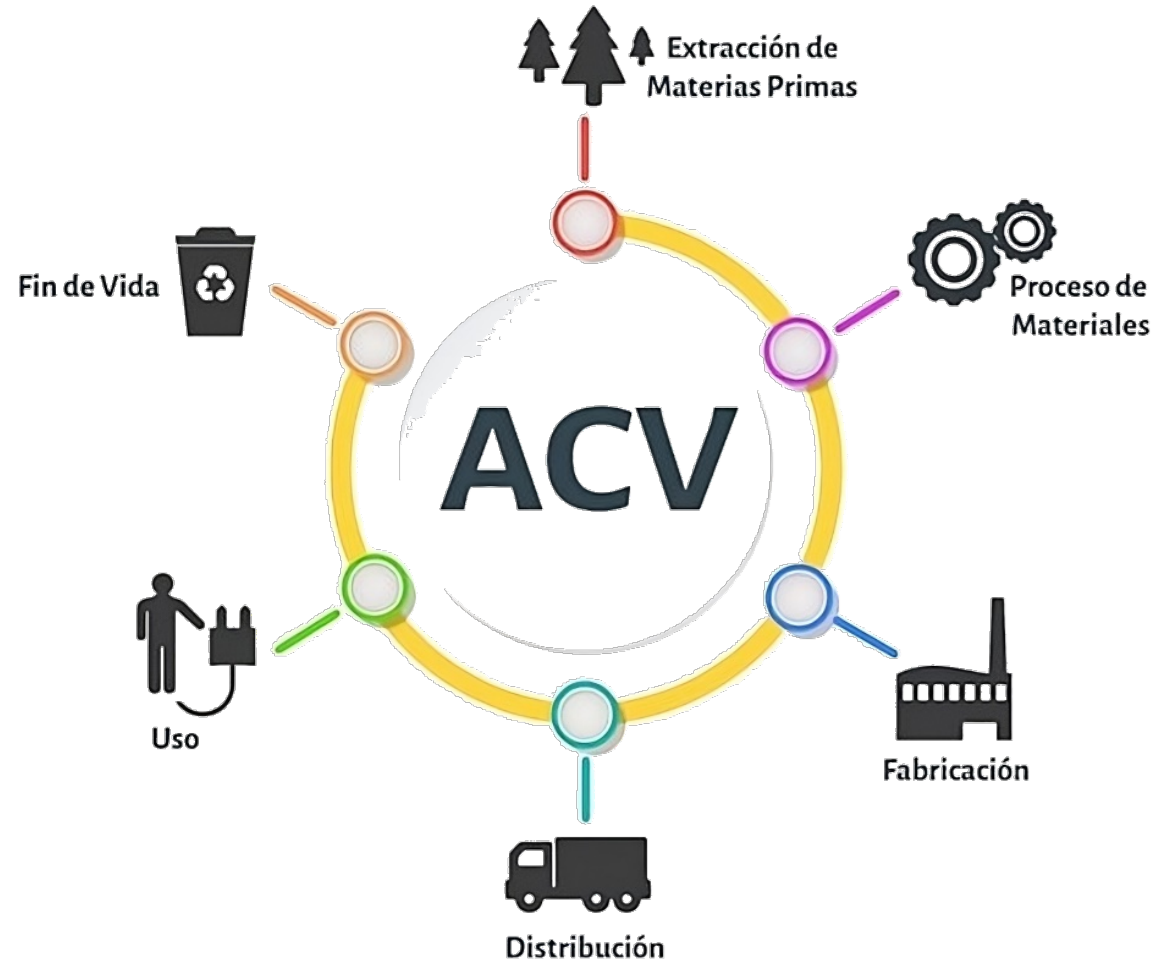 Extracción de
Materias Primas
Proceso de
Materiales
Fin de Vida
ACV
Uso
Fabricación
Distribución